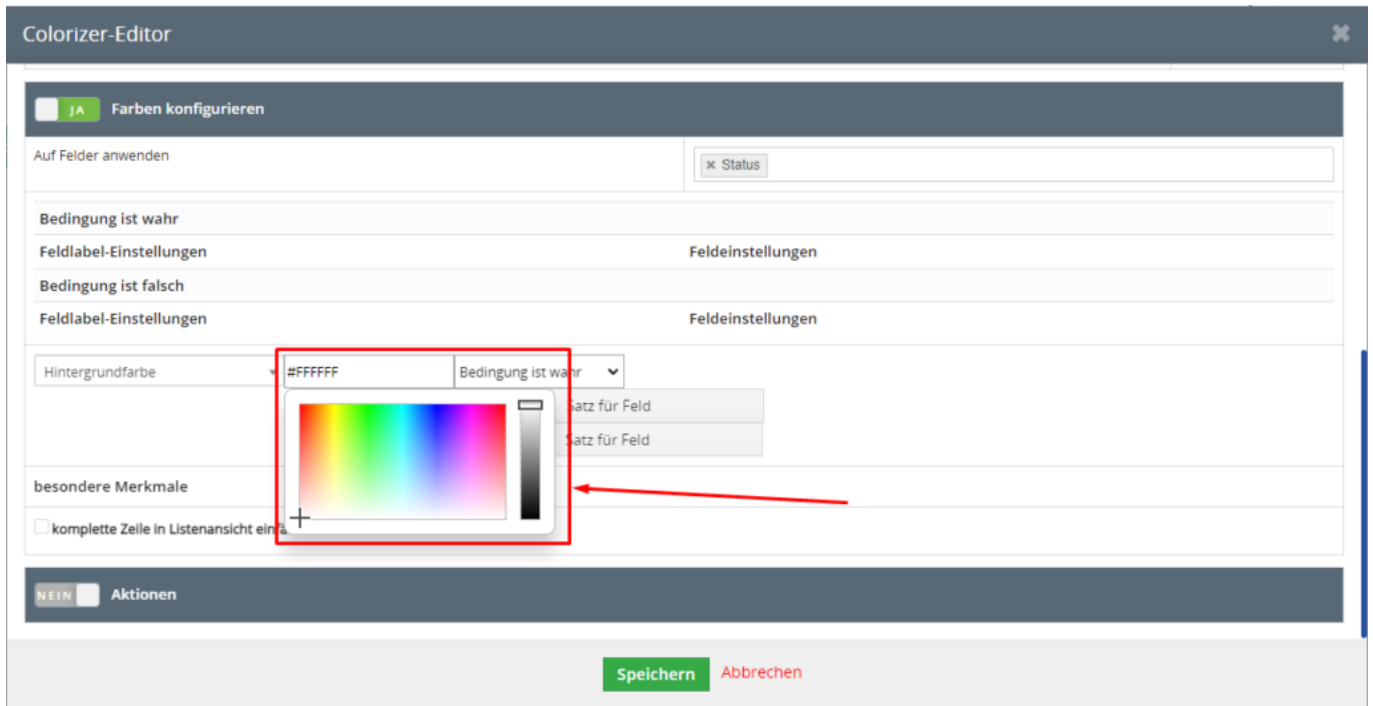 Colorizer-Editor
JA Farben konfigurieren
Auf Felder anwenden × Status
Bedingung ist wahr
Feldlabel-Einstellungen Feldeinstellungen
Bedingung ist falsch
Feldlabel-Einstellungen Feldeinstellungen
Hintergrundfarbe #FFFFFF Bedingung ist wahr
Satz für Feld
Satz für Feld
besondere Merkmale
komplette Zeile in Listenansicht
NEIN Aktionen
Speichern Abbrechen